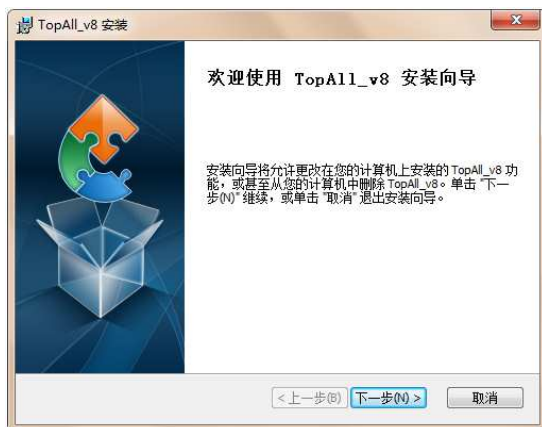 TopAll_v8 安装
欢迎使用 TopAll_v8 安装向导
安装向导将允许更改在您的计算机上安装的 TopAll_v8 功
能，或甚至从您的计算机中删除 TopAll_v8。单击 "下一
步(N)" 继续，或单击 "取消" 退出安装向导。
<上一步(B) 下一步(N) > 取消